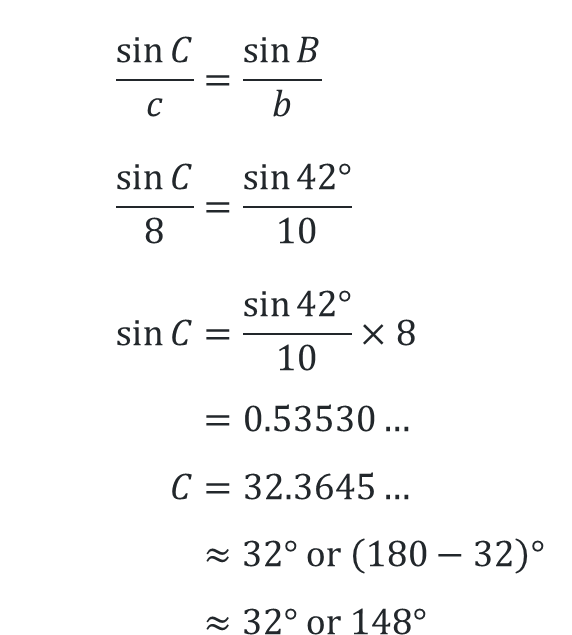 sin C / c = sin B / b
sin C / 8 = sin 42° / 10
sin C = sin 42° / 10 × 8
= 0.53530 ...
C = 32.3645 ...
≈ 32° or (180 − 32)°
≈ 32° or 148°